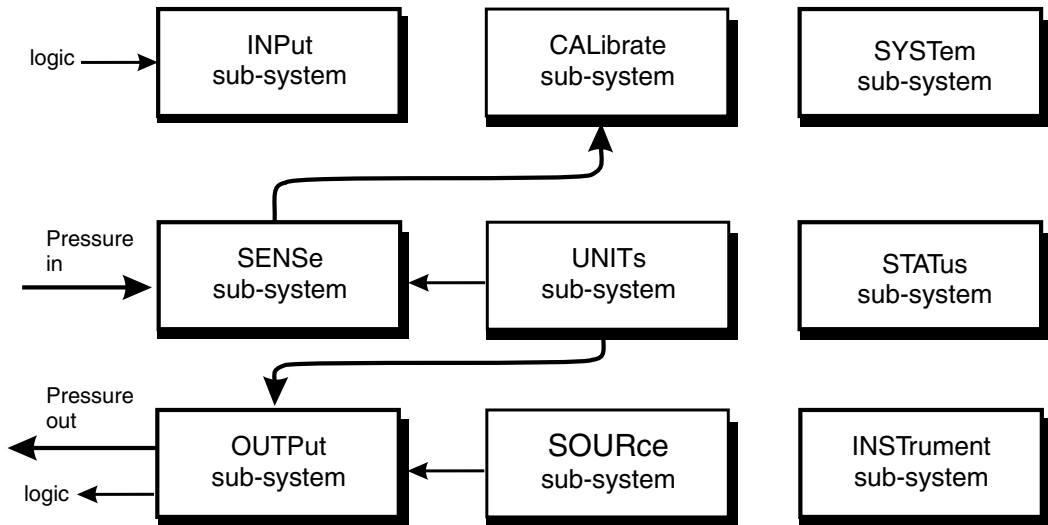 logic
INPut
sub-system
CALibrate
sub-system
SYSTem
sub-system
Pressure
in
SENSe
sub-system
UNITs
sub-system
STATus
sub-system
Pressure
out
logic
OUTPut
sub-system
SOURce
sub-system
INSTrument
sub-system